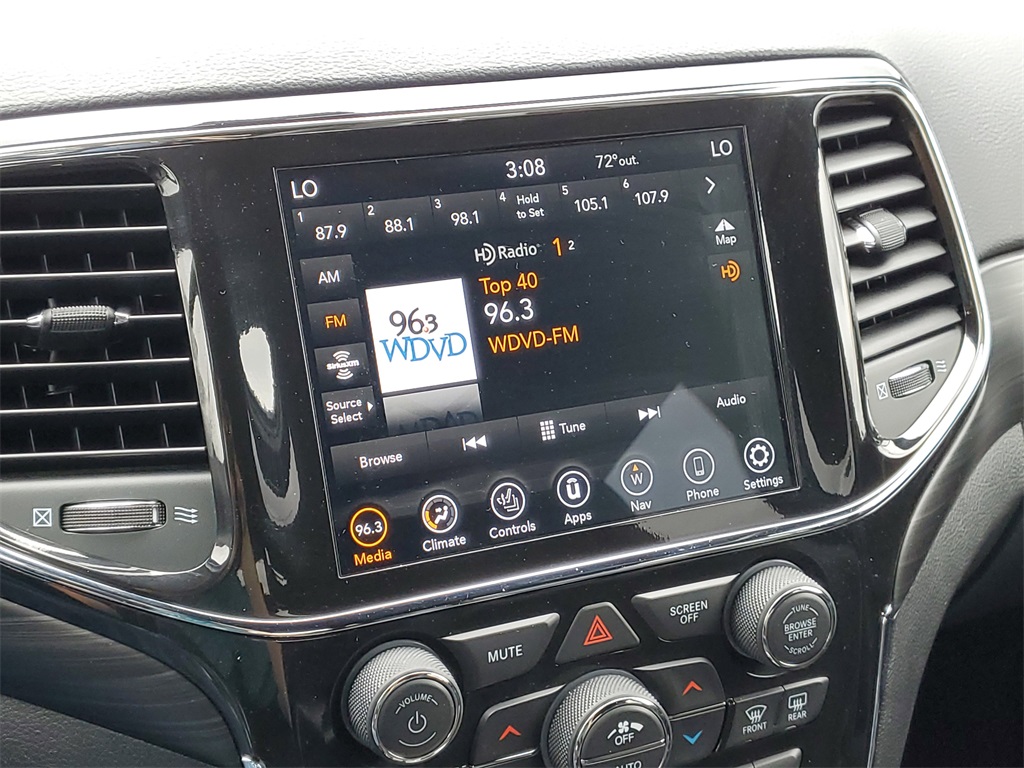 LO
3:08
72° out.
LO
1 87.9
2 88.1
3 98.1
4 Hold
to Set
5 105.1
6 107.9
HD Radio 1 2
Map
AM
FM
SiriusXM
Source
Select
96.3
WDVD
Top 40
96.3
WDVD-FM
HD
Browse
Tune
Audio
96.3
Media
Climate
Controls
u
Apps
W
Nav
Phone
Settings
MUTE
SCREEN
OFF
TUNE
BROWSE
ENTER
SCROLL
VOLUME
OFF
AUTO
FRONT
REAR